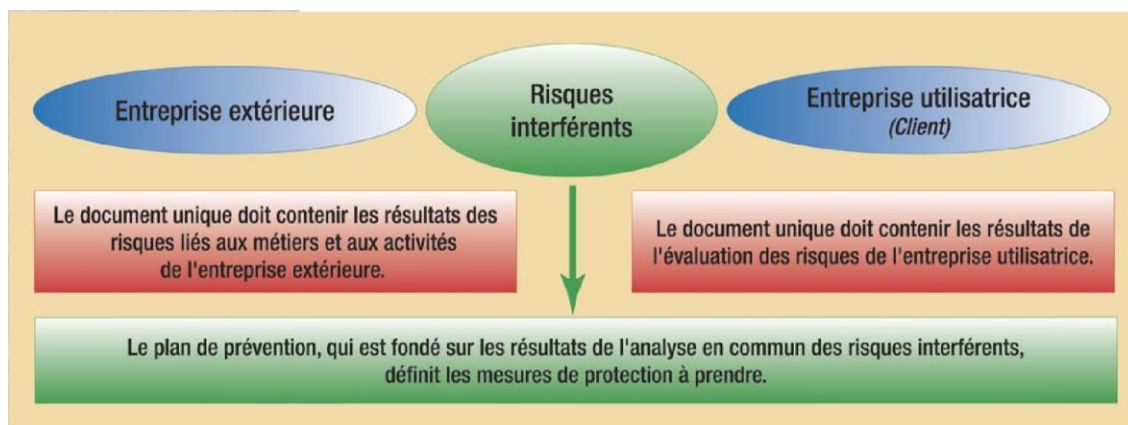 Entreprise extérieure
Risques
interférents
Entreprise utilisatrice
(Client)
Le document unique doit contenir les résultats des
risques liés aux métiers et aux activités
de l'entreprise extérieure.
Le document unique doit contenir les résultats de
l'évaluation des risques de l'entreprise utilisatrice.
Le plan de prévention, qui est fondé sur les résultats de l'analyse en commun des risques interférents,
définit les mesures de protection à prendre.